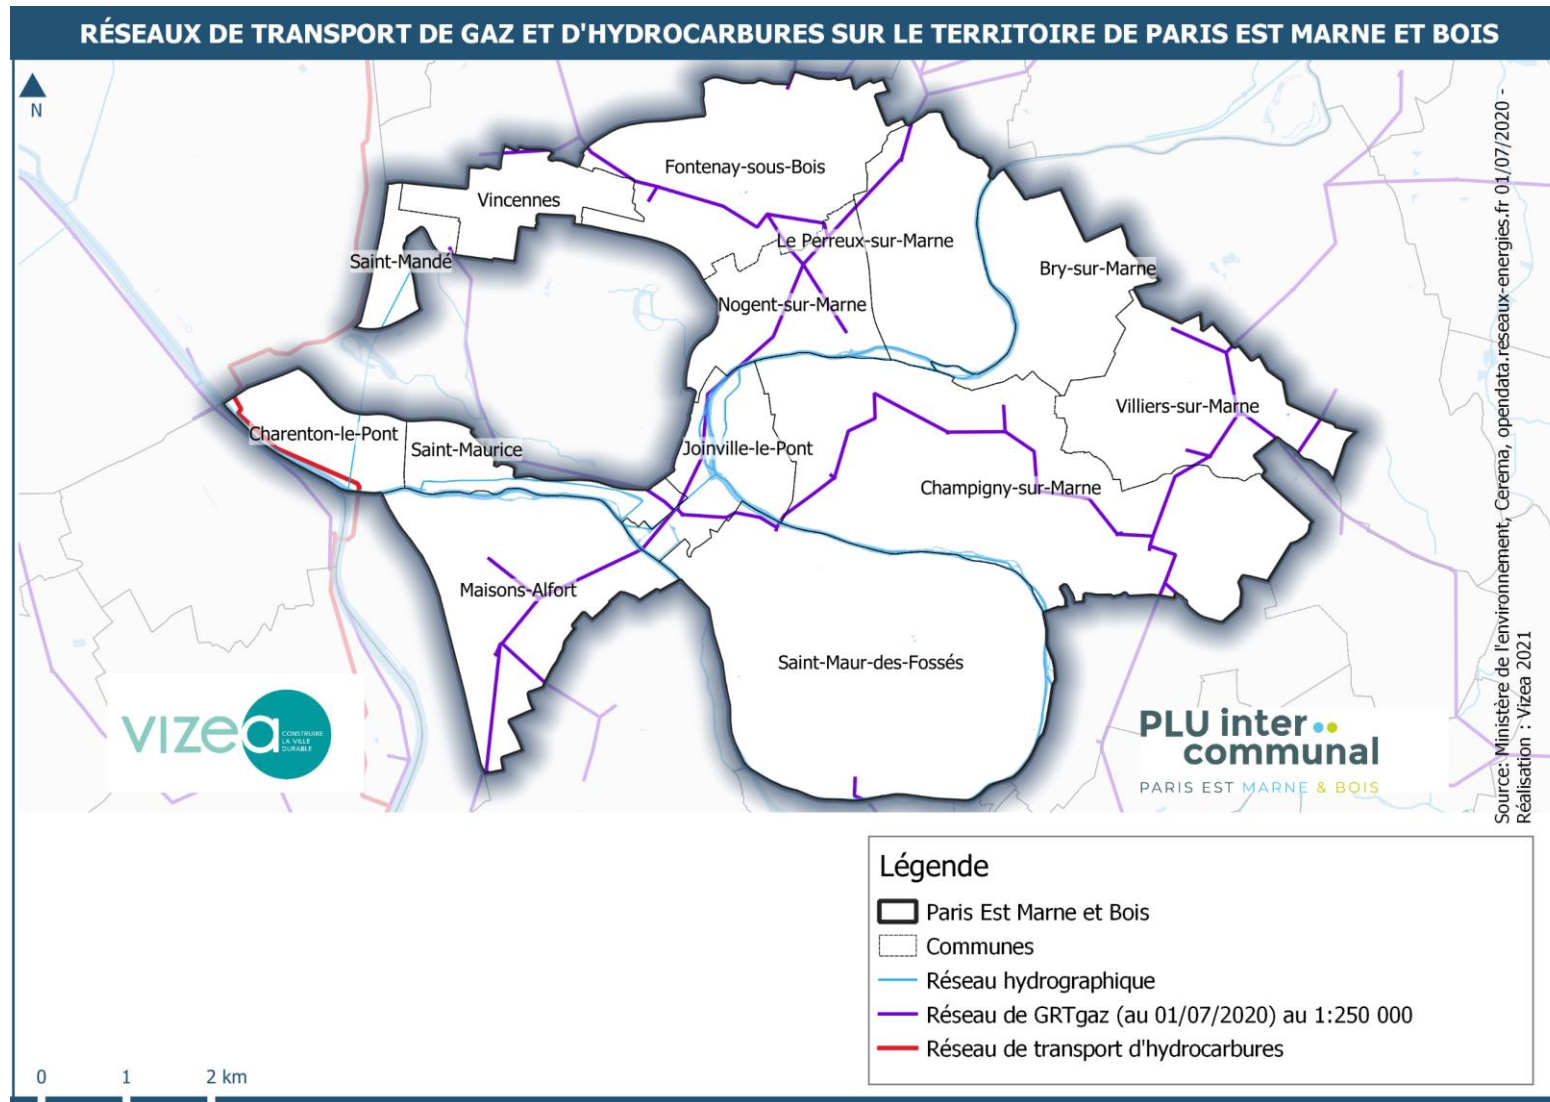 RÉSEAUX DE TRANSPORT DE GAZ ET D'HYDROCARBURES SUR LE TERRITOIRE DE PARIS EST MARNE ET BOIS
N
Fontenay-sous-Bois
Vincennes
Saint-Mandé
Le Perreux-sur-Marne
Bry-sur-Marne
Nogent-sur-Marne
Villiers-sur-Marne
Charenton-le-Pont
Saint-Maurice
Joinville-le-Pont
Champigny-sur-Marne
Maisons-Alfort
Saint-Maur-des-Fossés
Source: Ministère de l'environnement, Cerema, opendata.reseaux-energies.fr 01/07/2020 -
Réalisation : Vizea 2021
vizea
CONSTRUIRE
LA VILLE
DURABLE
PLU inter
communal
PARIS EST MARNE & BOIS
Légende
Paris Est Marne et Bois
Communes
Réseau hydrographique
Réseau de GRTgaz (au 01/07/2020) au 1:250 000
Réseau de transport d'hydrocarbures
0 1 2 km